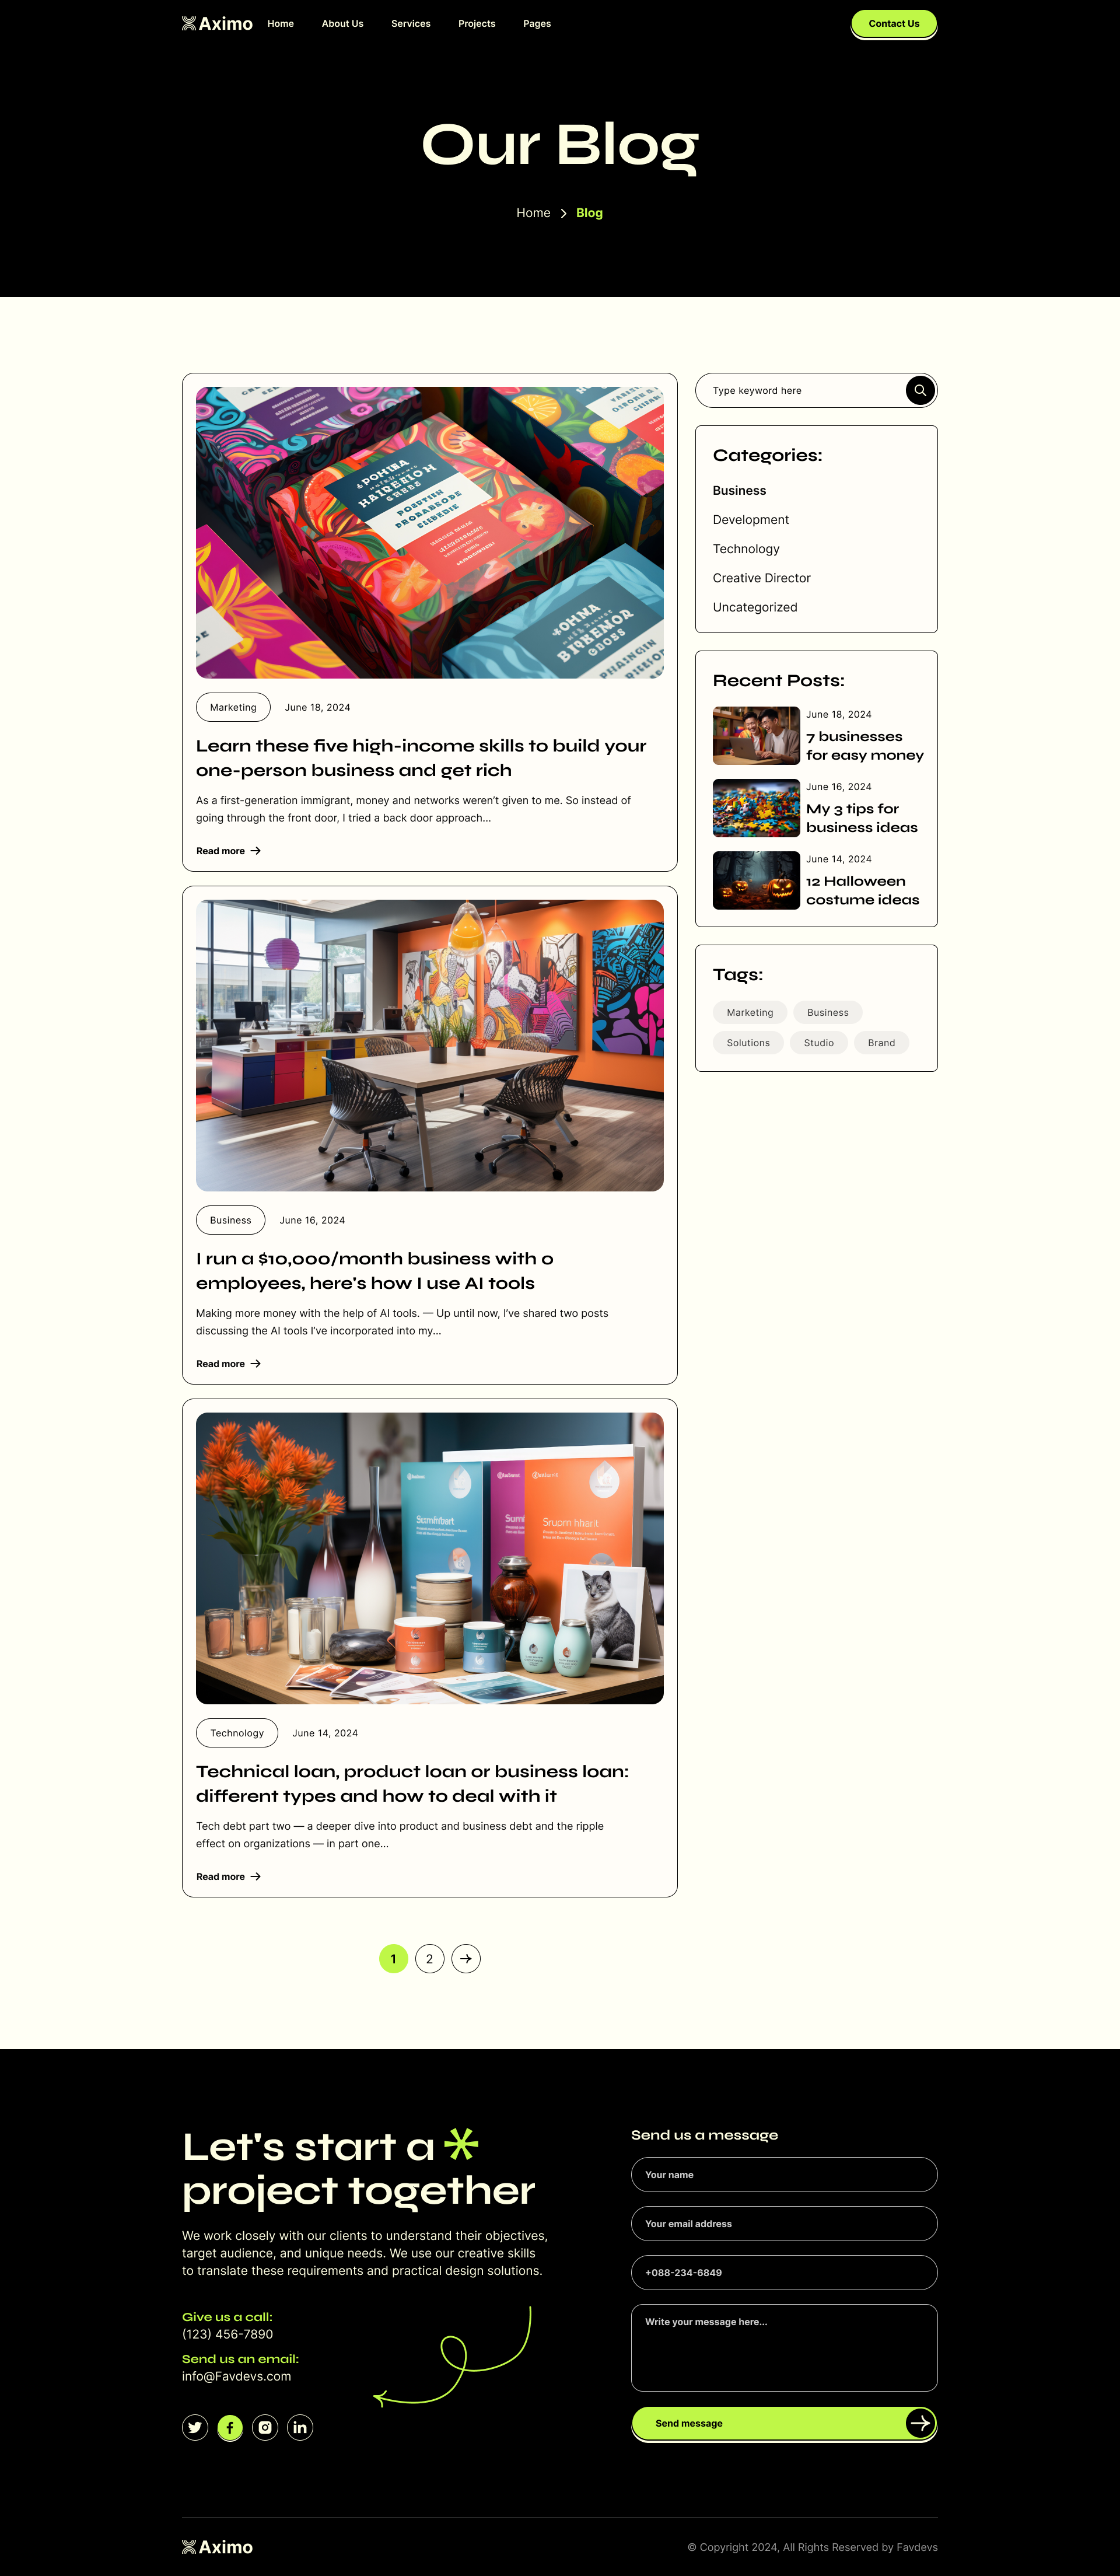 Aximo
Home
About Us
Services
Projects
Pages
Contact Us
Our Blog
Home
Blog
Marketing
June 18, 2024
Learn these five high-income skills to build your
one-person business and get rich
As a first-generation immigrant, money and networks weren't given to me. So instead of
going through the front door, I tried a back door approach...
Read more
Business
June 16, 2024
I run a $10,000/month business with 0
employees, here's how I use AI tools
Making more money with the help of AI tools. — Up until now, I've shared two posts
discussing the AI tools I've incorporated into my...
Read more
Technology
June 14, 2024
Technical loan, product loan or business loan:
different types and how to deal with it
Tech debt part two — a deeper dive into product and business debt and the ripple
effect on organizations — in part one...
Read more
1
2
Type keyword here
Categories:
Business
Development
Technology
Creative Director
Uncategorized
Recent Posts:
June 18, 2024
7 businesses
for easy money
June 16, 2024
My 3 tips for
business ideas
June 14, 2024
12 Halloween
costume ideas
Tags:
Marketing
Business
Solutions
Studio
Brand
Let's start a
project together
We work closely with our clients to understand their objectives,
target audience, and unique needs. We use our creative skills
to translate these requirements and practical design solutions.
Give us a call:
(123) 456-7890
Send us an email:
info@Favdevs.com
Send us a message
Your name
Your email address
+088-234-6849
Write your message here...
Send message
Aximo
© Copyright 2024, All Rights Reserved by Favdevs